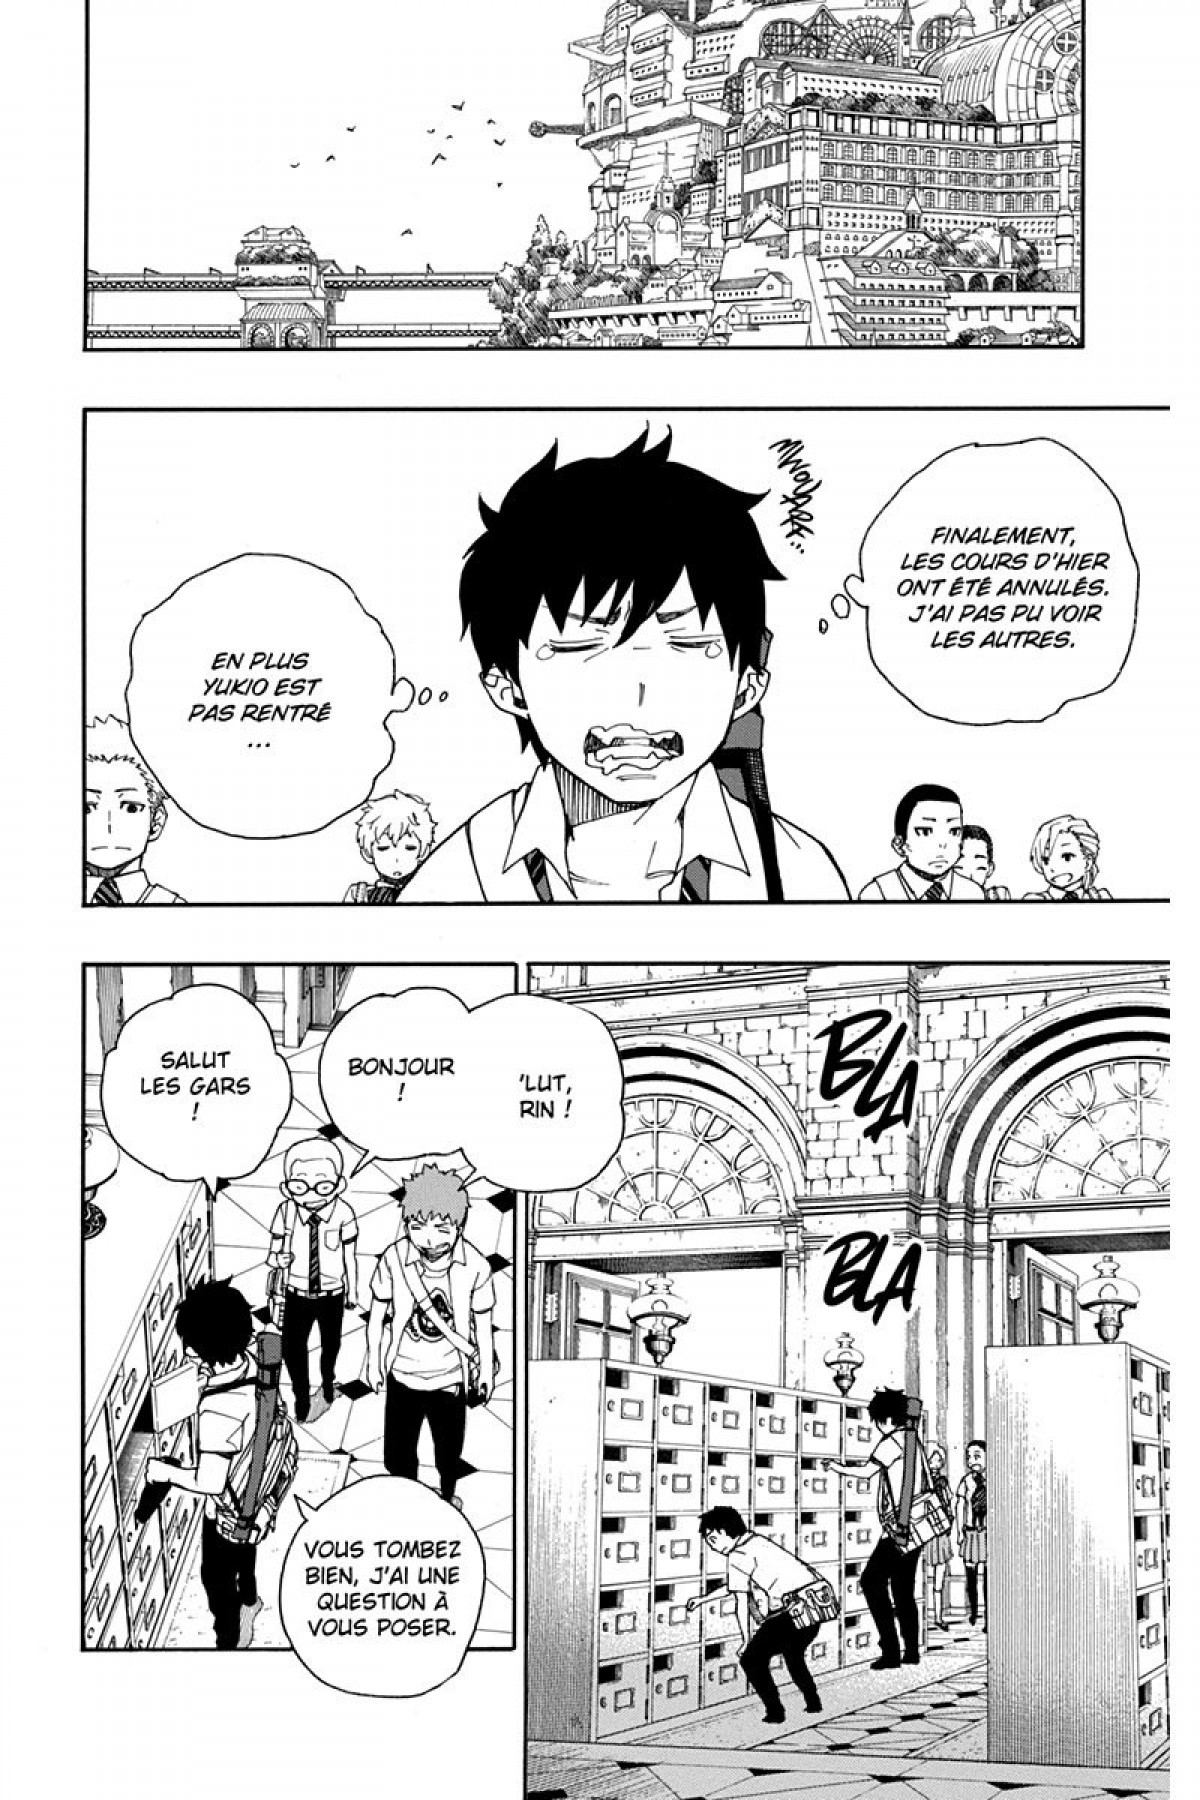 MWOUARR...
FINALEMENT,
LES COURS D'HIER
ONT ÉTÉ ANNULÉS.
J'AI PAS PU VOIR
LES AUTRES.
EN PLUS
YUKIO EST
PAS RENTRÉ
...
BLA
BLA
'LUT,
RIN !
BONJOUR
!
SALUT
LES GARS
!
VOUS TOMBEZ
BIEN, J'AI UNE
QUESTION À
VOUS POSER.